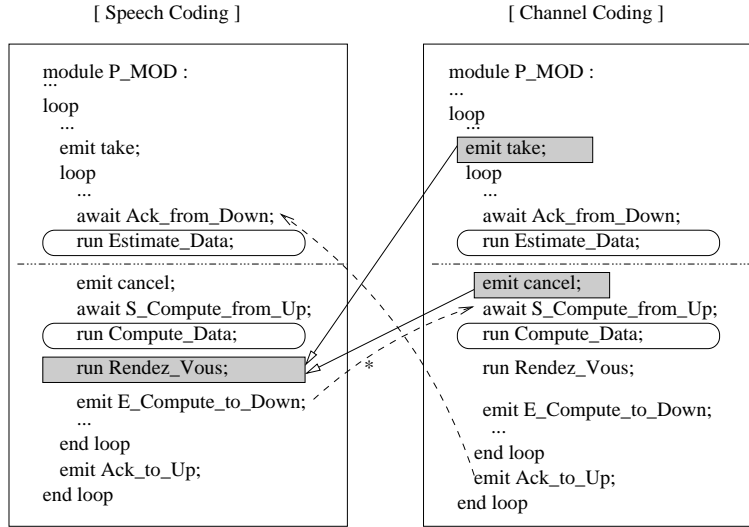 [ Speech Coding ]
module P_MOD :
...
loop
...
emit take;
loop
...
await Ack_from_Down;
run Estimate_Data;
emit cancel;
await S_Compute_from_Up;
run Compute_Data;
run Rendez_Vous;
emit E_Compute_to_Down;
...
end loop
emit Ack_to_Up;
end loop
*
[ Channel Coding ]
module P_MOD :
...
loop
...
emit take;
loop
...
await Ack_from_Down;
run Estimate_Data;
emit cancel;
await S_Compute_from_Up;
run Compute_Data;
run Rendez_Vous;
emit E_Compute_to_Down;
...
end loop
emit Ack_to_Up;
end loop